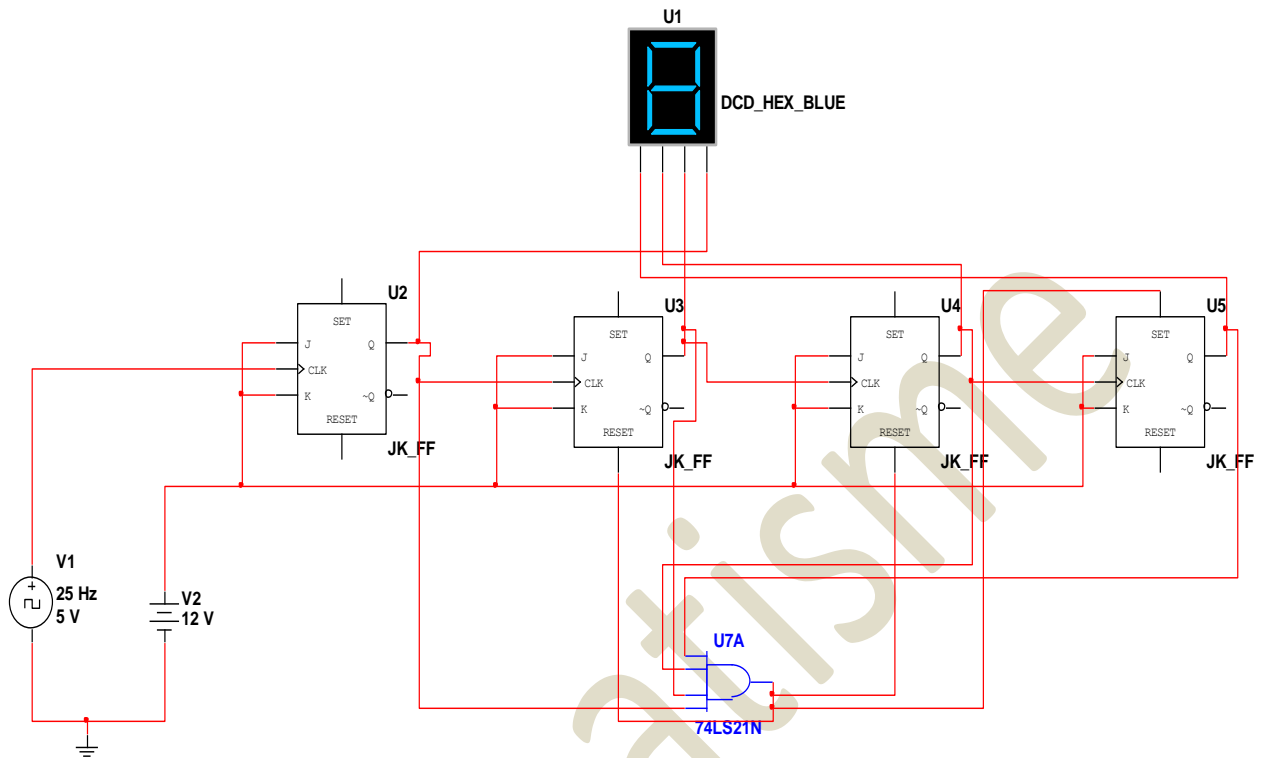 U1
DCD_HEX_BLUE
U2
SET
J
Q
CLK
K
~Q
RESET
JK_FF
U3
SET
J
Q
CLK
K
~Q
RESET
JK_FF
U4
SET
J
Q
CLK
K
~Q
RESET
JK_FF
U5
SET
J
Q
CLK
K
~Q
RESET
JK_FF
V1
25 Hz
5 V
V2
12 V
U7A
74LS21N
atisme